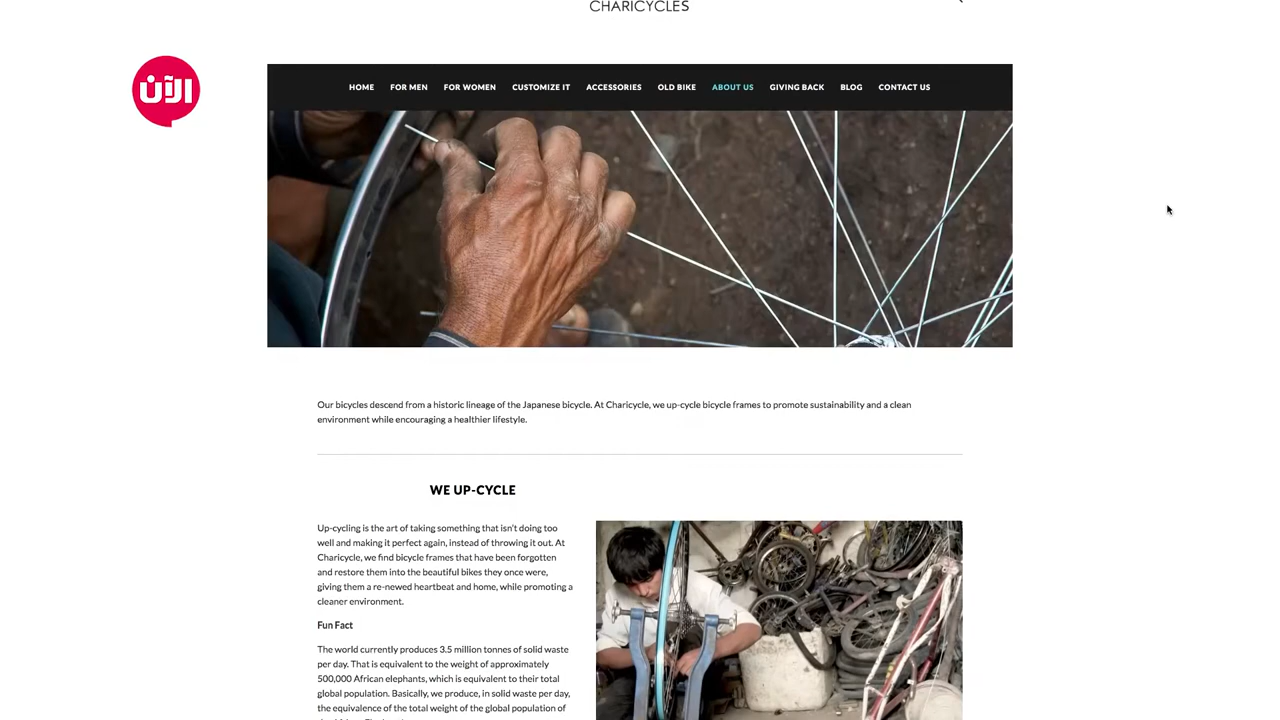 CHARICYCLES
الآن
HOME FOR MEN FOR WOMEN CUSTOMIZE IT ACCESSORIES OLD BIKE ABOUT US GIVING BACK BLOG CONTACT US
Our bicycles descend from a historic lineage of the Japanese bicycle. At Charicycle, we up-cycle bicycle frames to promote sustainability and a clean
environment while encouraging a healthier lifestyle.
WE UP-CYCLE
Up-cycling is the art of taking something that isn't doing too
well and making it perfect again, instead of throwing it out. At
Charicycle, we find bicycle frames that have been forgotten
and restore them into the beautiful bikes they once were,
giving them a re-newed heartbeat and home, while promoting a
cleaner environment.
Fun Fact
The world currently produces 3.5 million tonnes of solid waste
per day. That is equivalent to the weight of approximately
500,000 African elephants, which is equivalent to their total
global population. Basically, we produce, in solid waste per day,
the equivalence of the total weight of the global population of